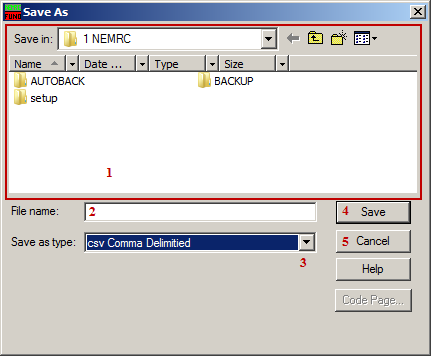 Save As
Save in: 1 NEMRC
Name Date ... Type Size
AUTOBACK BACKUP
setup
1
File name: 2 4 Save
Save as type: csv Comma Delimitied 5 Cancel
3 Help
Code Page...